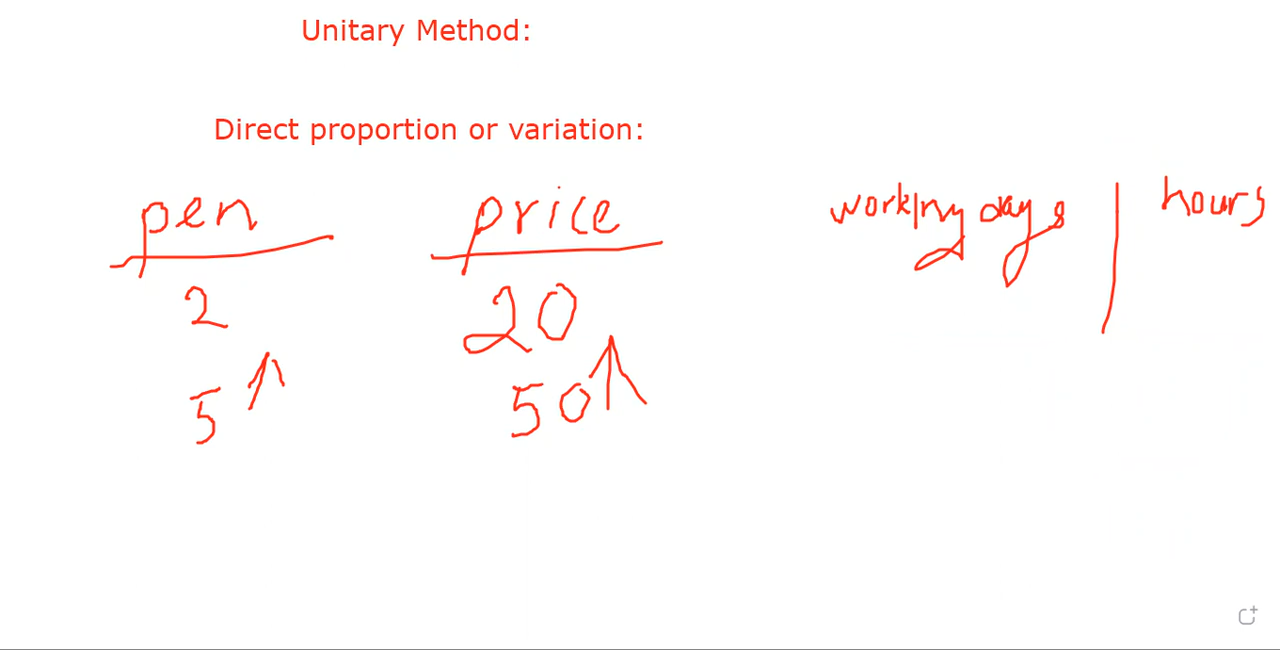 Unitary Method:
Direct proportion or variation:
pen price
2 20
5 50
working days hours